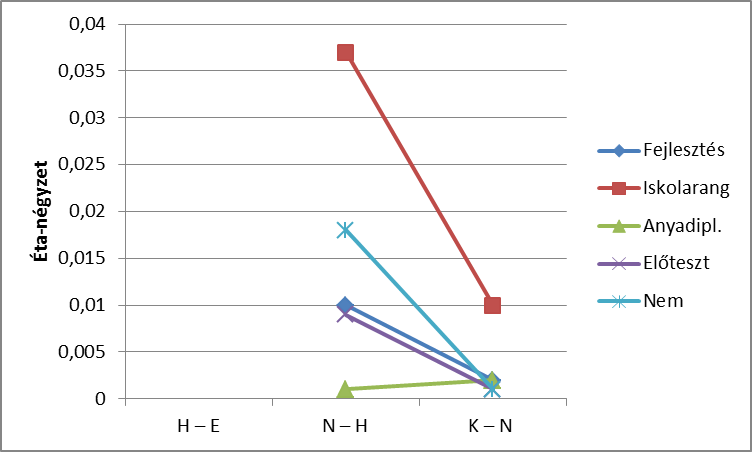 0,04
0,035
0,03
0,025
0,02
0,015
0,01
0,005
0
Éta-négyzet
H – E
N – H
K – N
Fejlesztés
Iskolarang
Anyadipl.
Előteszt
Nem